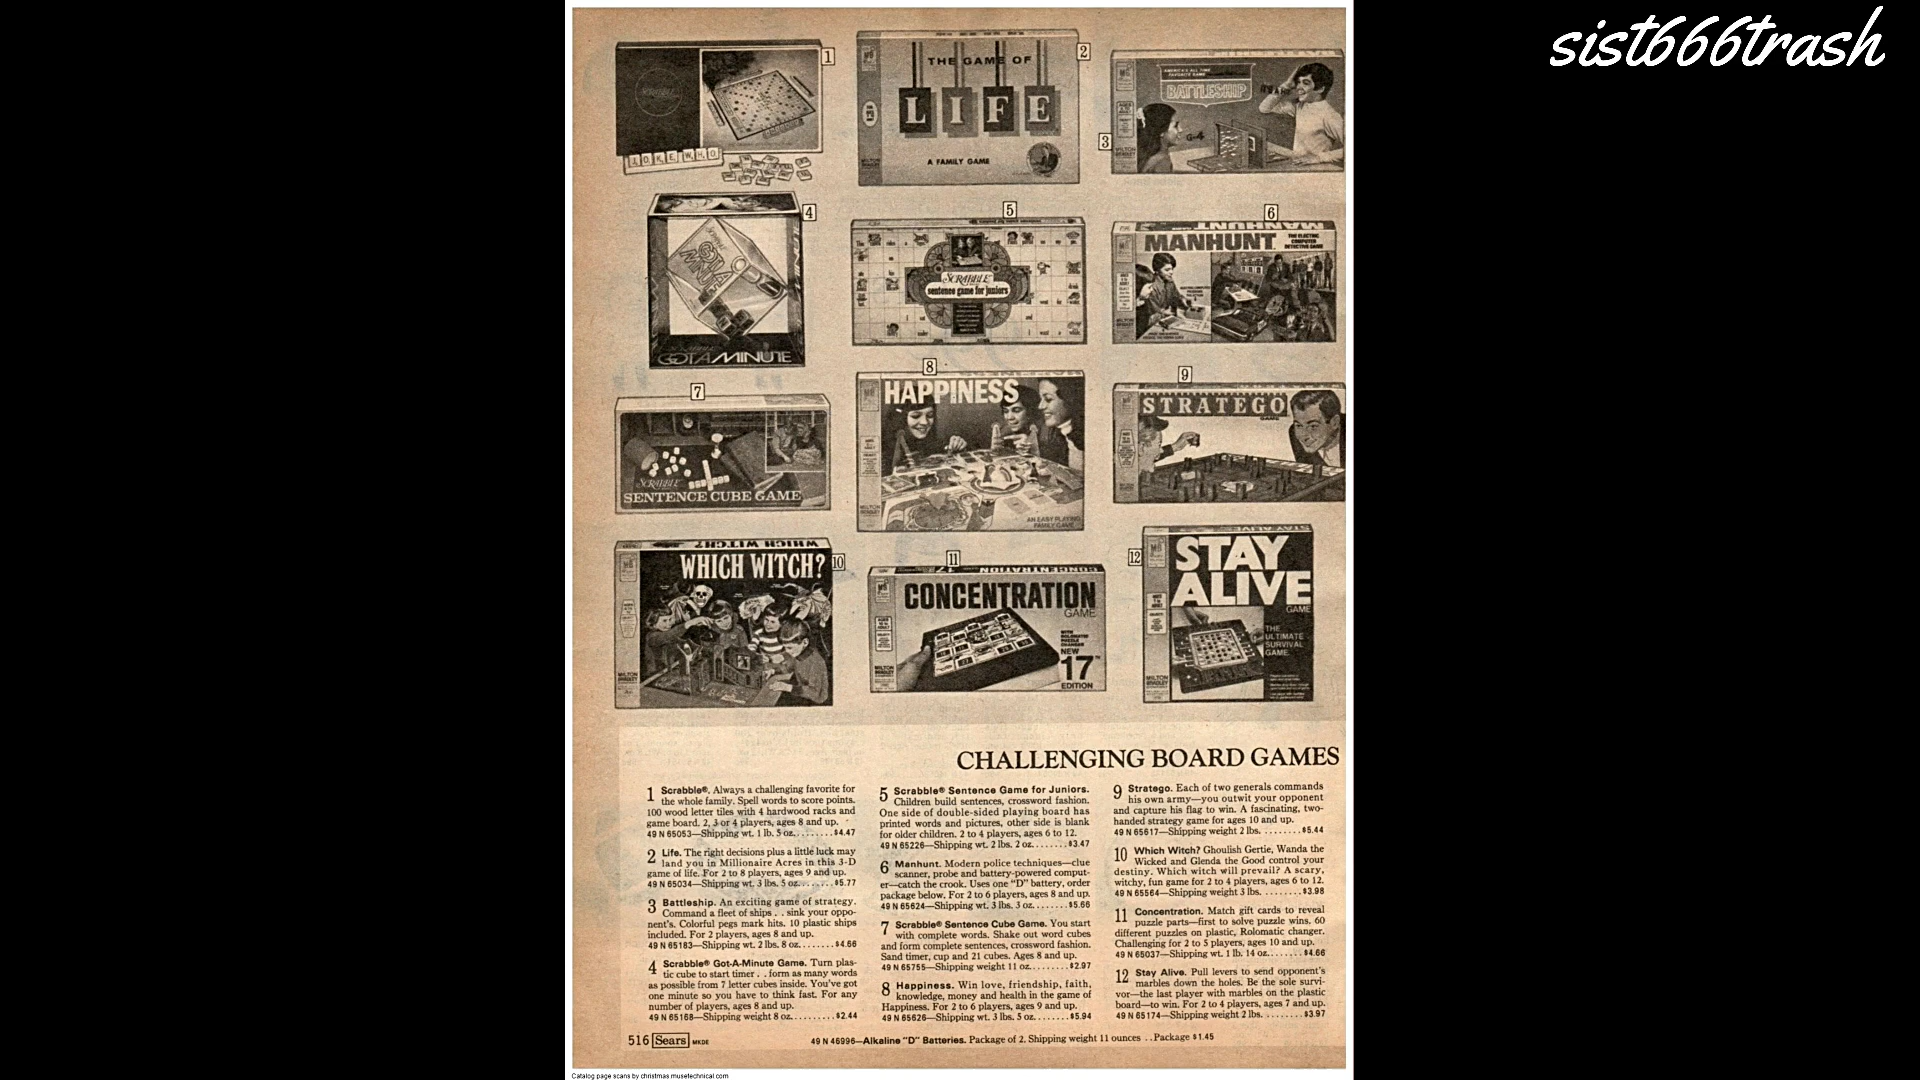 sist666trash
1
2
THE GAME OF
LIFE
A FAMILY GAME
MILTON BRADLEY
3
BATTLESHIP
G-4
MILTON BRADLEY
SCRABBLE
JOKE WHO
4
GOT A MINUTE
5
SCRABBLE
sentence game for juniors
6
MANHUNT
MANHUNT
7
SCRABBLE
SENTENCE CUBE GAME
8
HAPPINESS
AN EASY PLAYING
FAMILY GAME
9
STRATEGO
GAME
10
WHICH WITCH?
WHICH WITCH?
MILTON BRADLEY
11
CONCENTRATION
CONCENTRATION
GAME
NEW
17
EDITION
12
STAY ALIVE
STAY
ALIVE
GAME
THE
ULTIMATE
SURVIVAL
GAME
CHALLENGING BOARD GAMES
1 Scrabble®. Always a challenging favorite for
the whole family. Spell words to score points.
100 wood letter tiles with 4 hardwood racks and
game board. 2, 3 or 4 players, ages 8 and up.
49 N 65053—Shipping wt. 1 lb. 5 oz.........$4.47
2 Life. The right decisions plus a little luck may
land you in Millionaire Acres in this 3-D
game of life. For 2 to 8 players, ages 9 and up.
49 N 65034—Shipping wt. 3 lbs. 5 oz........$5.77
3 Battleship. An exciting game of strategy.
Command a fleet of ships . . sink your oppo-
nent's. Colorful pegs mark hits. 10 plastic ships
included. For 2 players, ages 8 and up.
49 N 65183—Shipping wt. 2 lbs. 8 oz........$4.66
4 Scrabble® Got-A-Minute Game. Turn plas-
tic cube to start timer . . form as many words
as possible from 7 letter cubes inside. You've got
one minute so you have to think fast. For any
number of players, ages 8 and up.
49 N 65168—Shipping weight 8 oz..........$2.44
5 Scrabble® Sentence Game for Juniors.
Children build sentences, crossword fashion.
One side of double-sided playing board has
printed words and pictures, other side is blank
for older children. 2 to 4 players, ages 6 to 12.
49 N 65226—Shipping wt. 2 lbs. 2 oz........$3.47
6 Manhunt. Modern police techniques—clue
scanner, probe and battery-powered comput-
er—catch the crook. Uses one "D" battery, order
package below. For 2 to 6 players, ages 8 and up.
49 N 65624—Shipping wt. 3 lbs. 3 oz........$5.66
7 Scrabble® Sentence Cube Game. You start
with complete words. Shake out word cubes
and form complete sentences, crossword fashion.
Sand timer, cup and 21 cubes. Ages 8 and up.
49 N 65755—Shipping weight 11 oz.........$2.97
8 Happiness. Win love, friendship, faith,
knowledge, money and health in the game of
Happiness. For 2 to 6 players, ages 9 and up.
49 N 65626—Shipping wt. 3 lbs. 5 oz........$5.94
9 Stratego. Each of two generals commands
his own army—you outwit your opponent
and capture his flag to win. A fascinating, two-
handed strategy game for ages 10 and up.
49 N 65617—Shipping weight 2 lbs. .........$5.44
10 Which Witch? Ghoulish Gertie, Wanda the
Wicked and Glenda the Good control your
destiny. Which witch will prevail? A scary,
witchy, fun game for 2 to 4 players, ages 6 to 12.
49 N 65564—Shipping weight 3 lbs. .........$3.98
11 Concentration. Match gift cards to reveal
puzzle parts—first to solve puzzle wins. 60
different puzzles on plastic, Rolomatic changer.
Challenging for 2 to 5 players, ages 10 and up.
49 N 65037—Shipping wt. 1 lb. 14 oz........$4.66
12 Stay Alive. Pull levers to send opponent's
marbles down the holes. Be the sole survi-
vor—the last player with marbles on the plastic
board—to win. For 2 to 4 players, ages 7 and up.
49 N 65174—Shipping weight 2 lbs. .........$3.97
516 Sears MKDE
49 N 46996—Alkaline "D" Batteries. Package of 2. Shipping weight 11 ounces ..Package $1.45
Catalog page scans by christmas.musetechnical.com